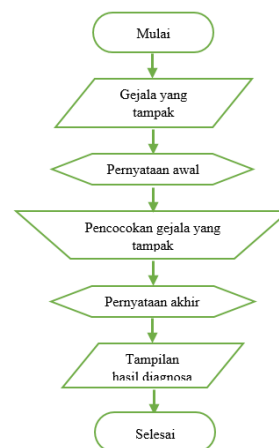 Mulai
Gejala yang
tampak
Pernyataan awal
Pencocokan gejala yang
tampak
Pernyataan akhir
Tampilan
hasil diagnosa
Selesai